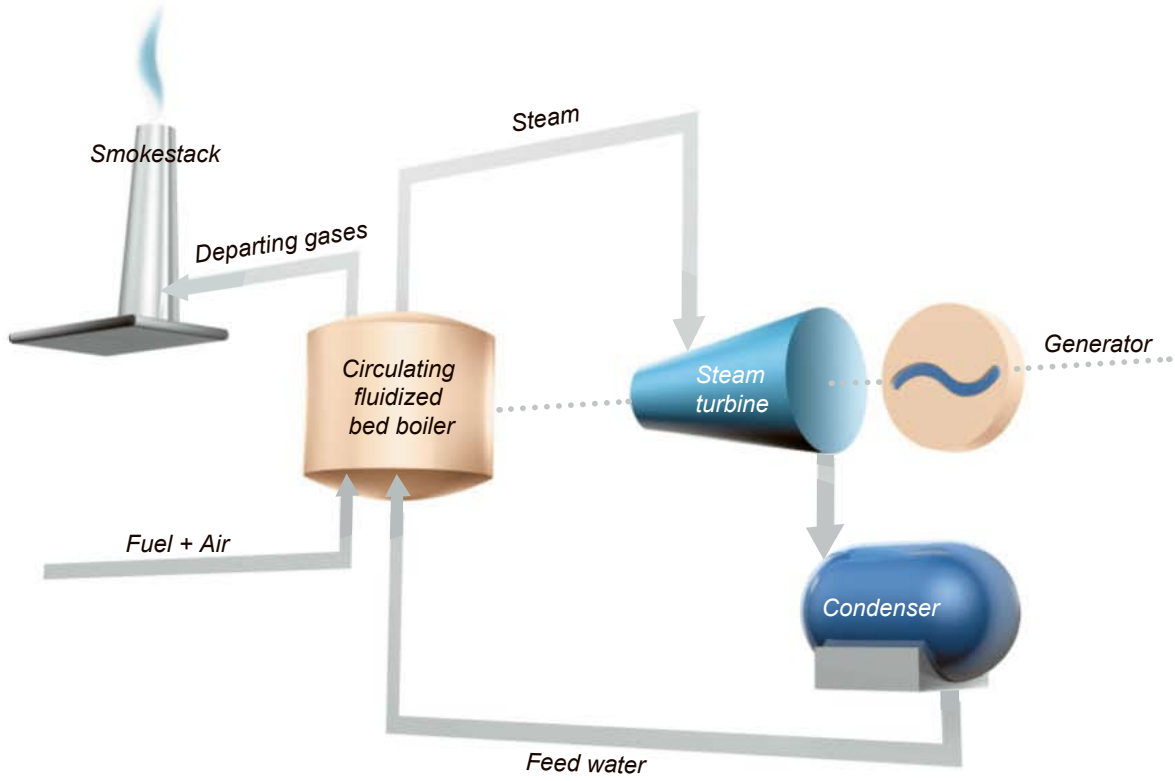 Steam
Smokestack
Departing gases
Generator
Circulating
fluidized
bed boiler
Steam
turbine
Fuel + Air
Condenser
Feed water